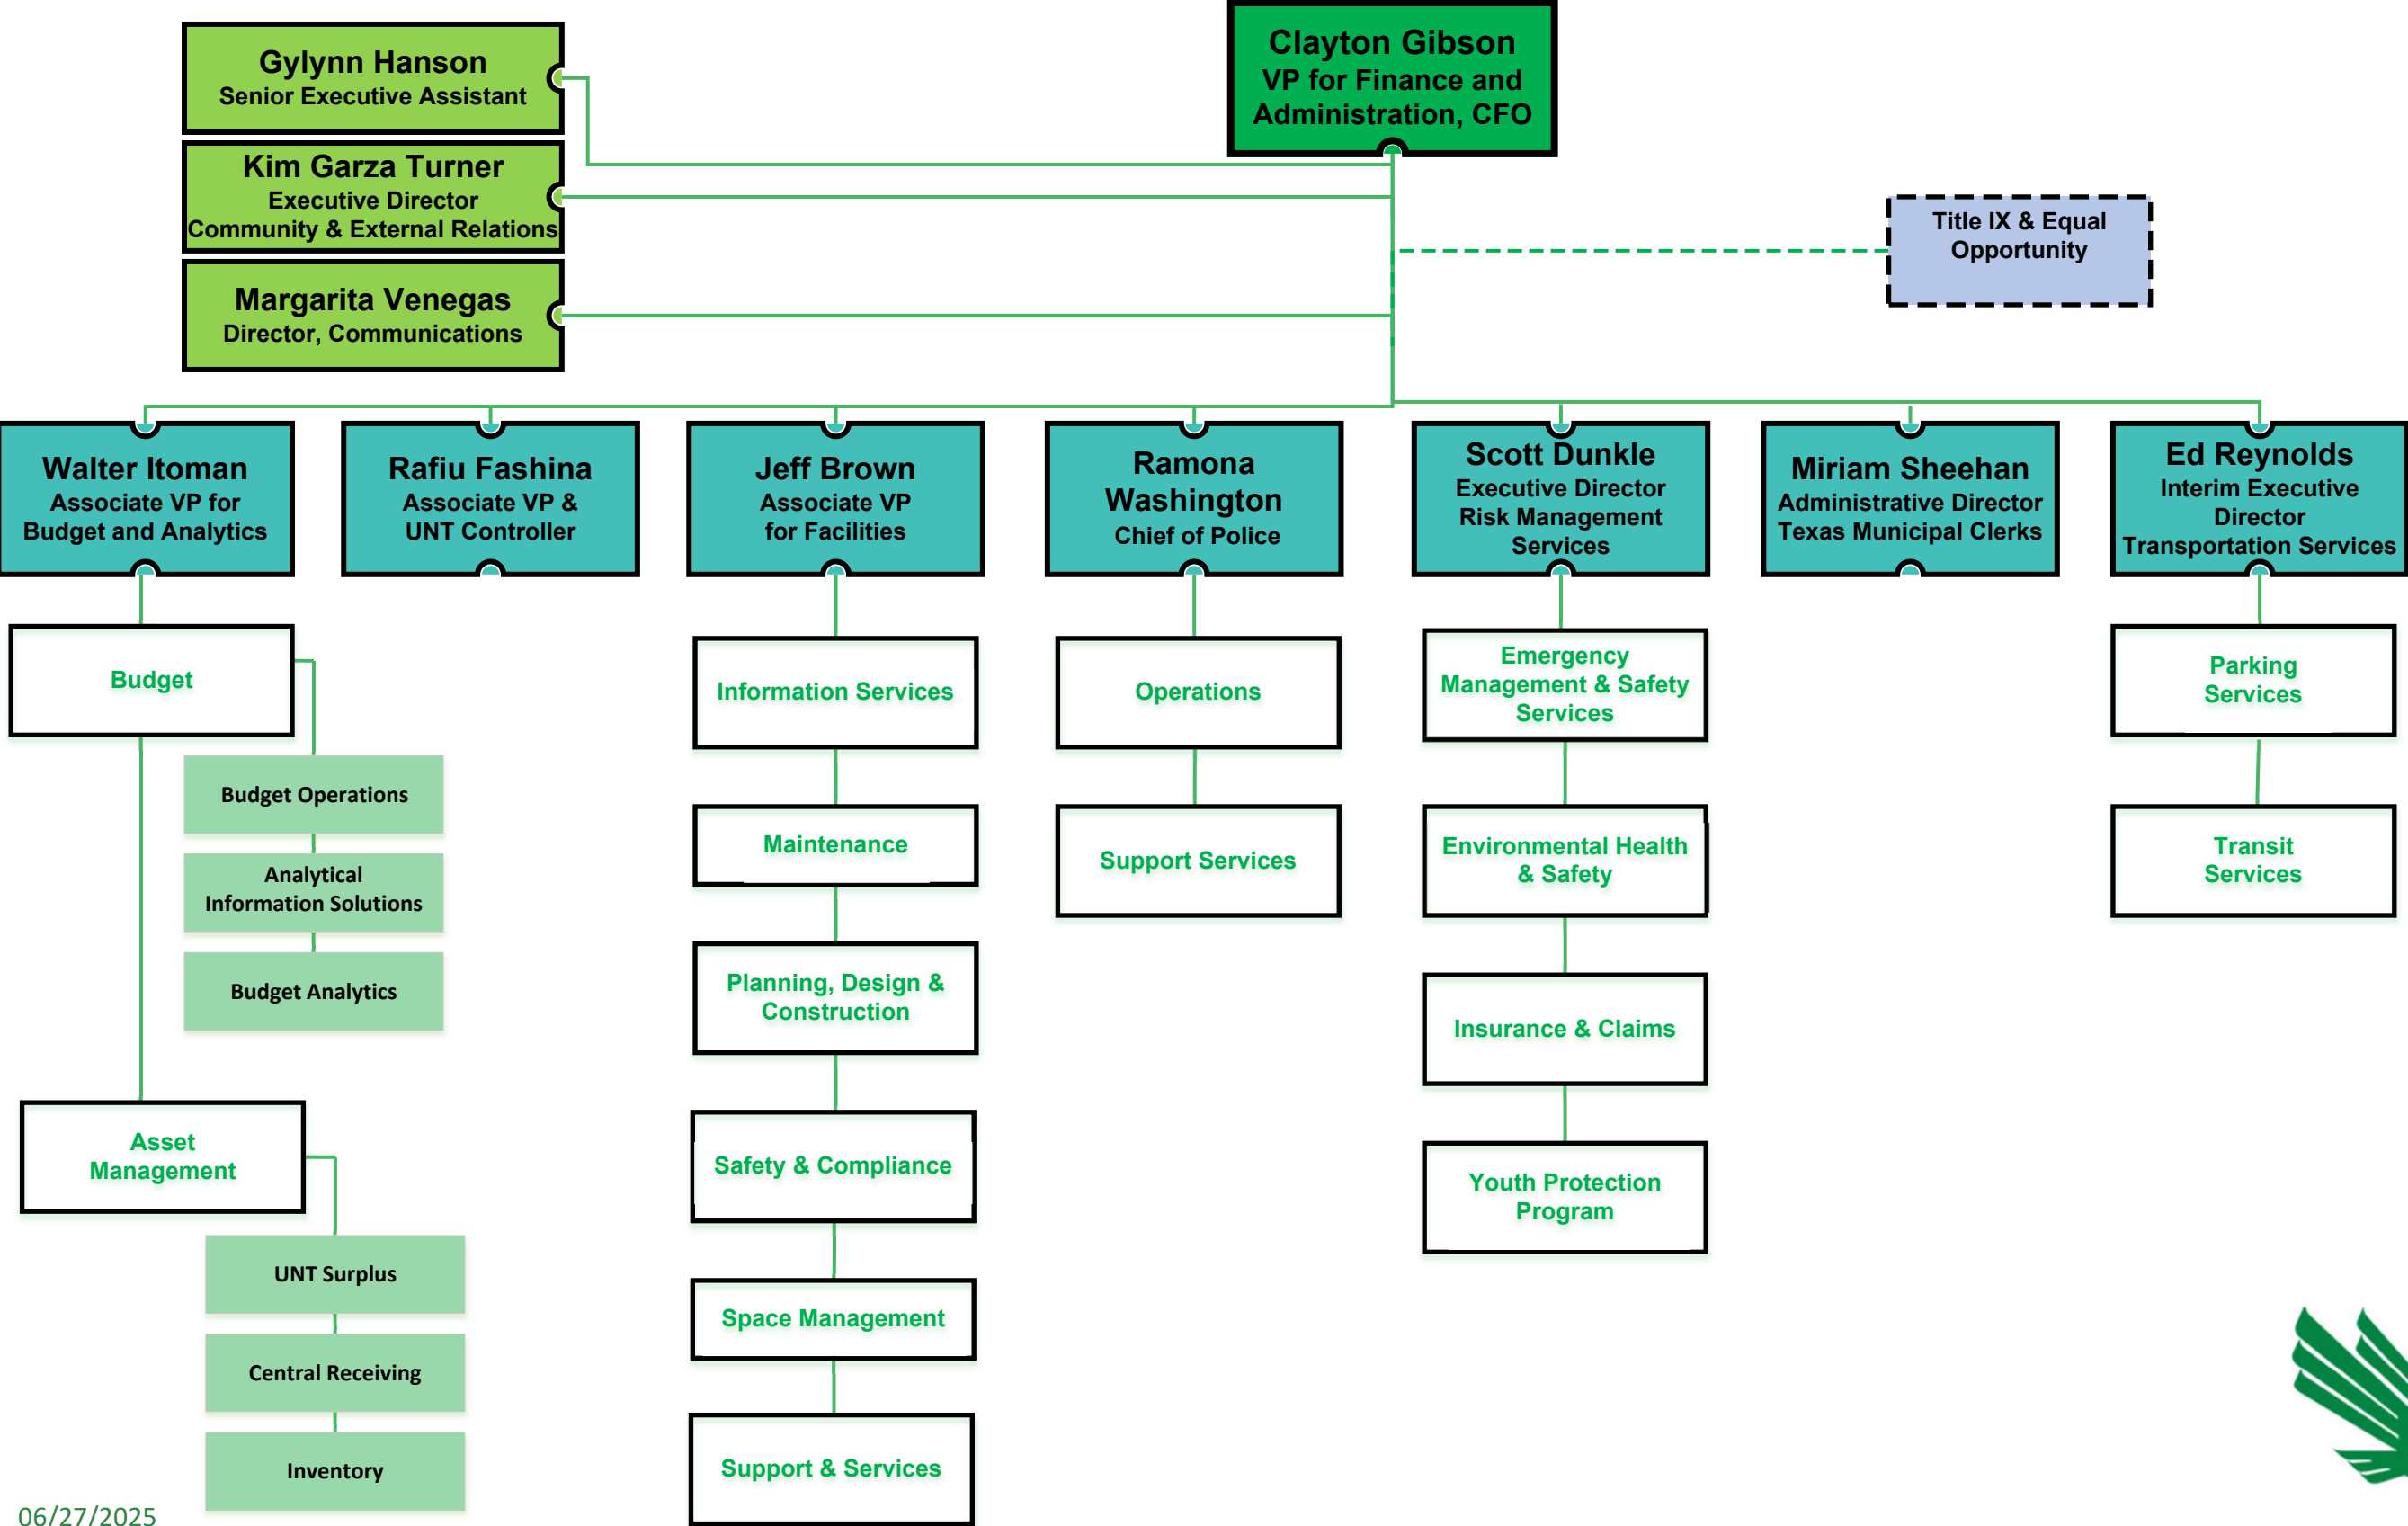 Gylynn Hanson
Senior Executive Assistant
Kim Garza Turner
Executive Director
Community & External Relations
Margarita Venegas
Director, Communications
Clayton Gibson
VP for Finance and
Administration, CFO
Title IX & Equal
Opportunity
Walter Itoman
Associate VP for
Budget and Analytics
Rafiu Fashina
Associate VP &
UNT Controller
Jeff Brown
Associate VP
for Facilities
Ramona
Washington
Chief of Police
Scott Dunkle
Executive Director
Risk Management
Services
Miriam Sheehan
Administrative Director
Texas Municipal Clerks
Ed Reynolds
Interim Executive
Director
Transportation Services
Budget
Budget Operations
Analytical
Information Solutions
Budget Analytics
Asset
Management
UNT Surplus
Central Receiving
Inventory
Information Services
Maintenance
Planning, Design &
Construction
Safety & Compliance
Space Management
Support & Services
Operations
Support Services
Emergency
Management & Safety
Services
Environmental Health
& Safety
Insurance & Claims
Youth Protection
Program
Parking
Services
Transit
Services
06/27/2025